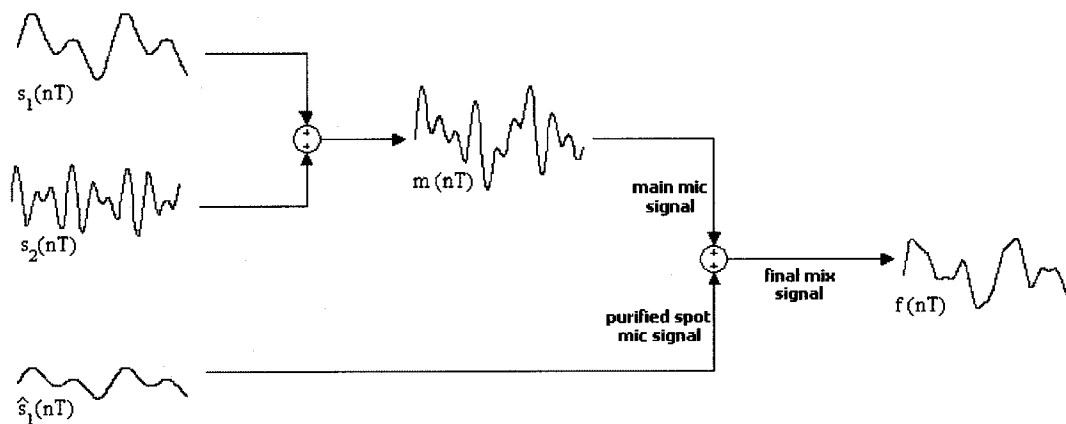 s₁(nT)
+
+
m (nT)
s₂(nT)
main mic
signal
+
+
final mix
signal
f (nT)
purified spot
mic signal
ŝ₁(nT)